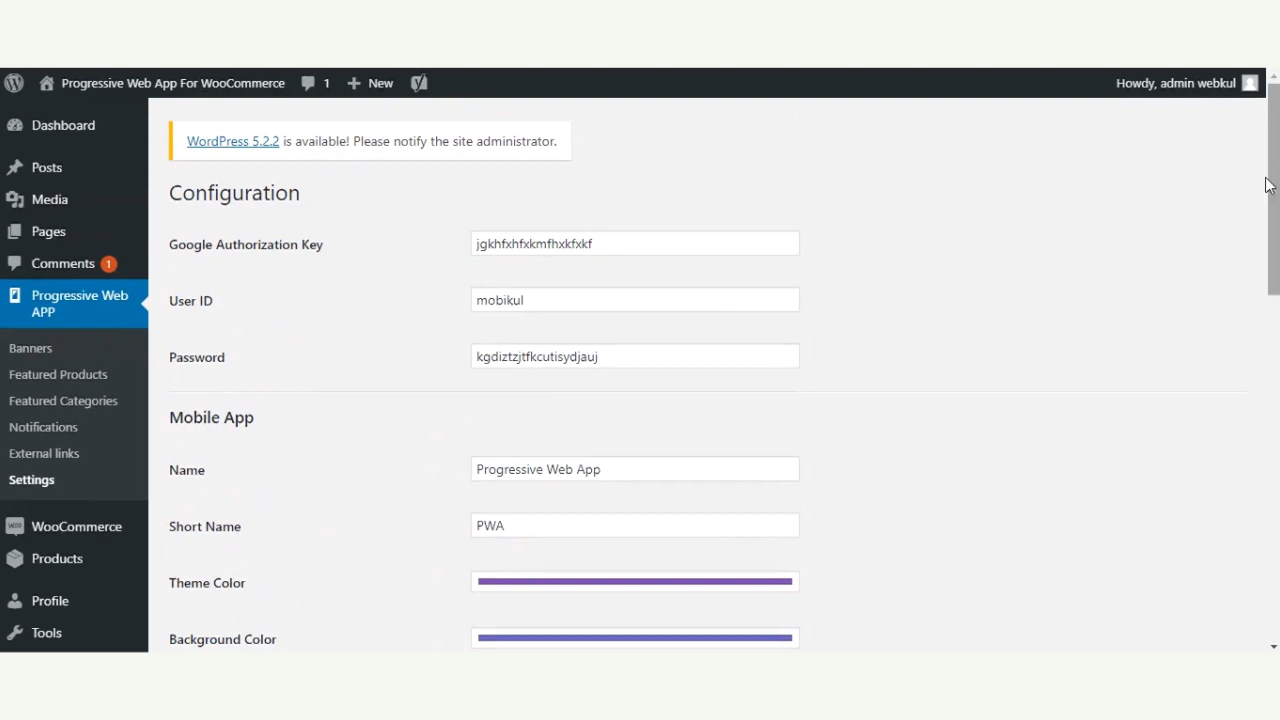 Progressive Web App For WooCommerce 1 New Howdy, admin webkul
Dashboard
Posts
Media
Pages
Comments 1
Progressive Web
APP
Banners
Featured Products
Featured Categories
Notifications
External links
Settings
WooCommerce
Products
Profile
Tools
WordPress 5.2.2 is available! Please notify the site administrator.
Configuration
Google Authorization Key jgkhfxhfxkmfhxkfxkf
User ID mobikul
Password kgdiztzjtfkcutisydjauj
Mobile App
Name Progressive Web App
Short Name PWA
Theme Color
Background Color